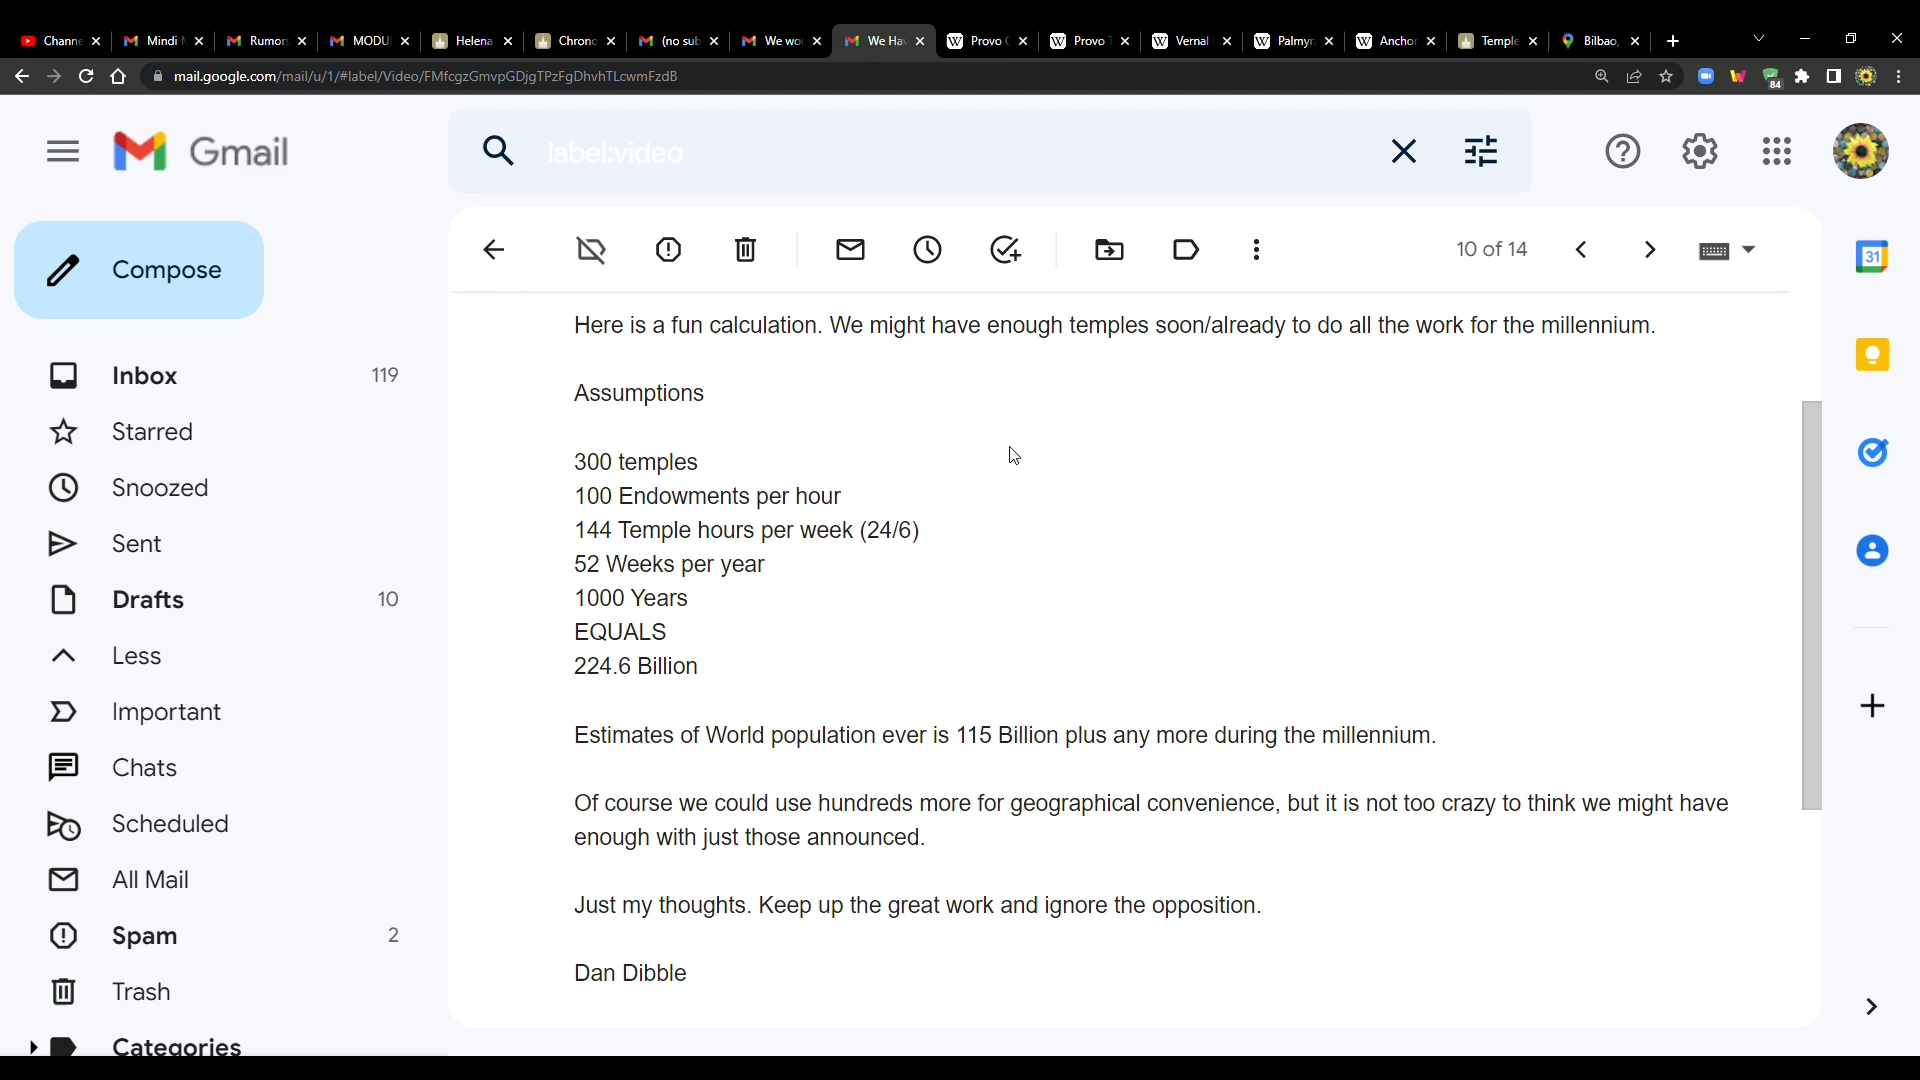 Channe
Mindi
Rumor
MODU
Helena
Chrono
(no sub
We wo
We Ha
Provo
Provo
Vernal
Palmyr
Anchor
Temple
Bilbao,
mail.google.com/mail/u/1/#label/Video/FMfcgzGmvpGDjgTPzFgDhvhTLcwmFzdB
84
Gmail
label:video
Compose
10 of 14
31
Inbox 119
Starred
Snoozed
Sent
Drafts 10
Less
Important
Chats
Scheduled
All Mail
Spam 2
Trash
Categories
Here is a fun calculation. We might have enough temples soon/already to do all the work for the millennium.
Assumptions
300 temples
100 Endowments per hour
144 Temple hours per week (24/6)
52 Weeks per year
1000 Years
EQUALS
224.6 Billion
Estimates of World population ever is 115 Billion plus any more during the millennium.
Of course we could use hundreds more for geographical convenience, but it is not too crazy to think we might have
enough with just those announced.
Just my thoughts. Keep up the great work and ignore the opposition.
Dan Dibble